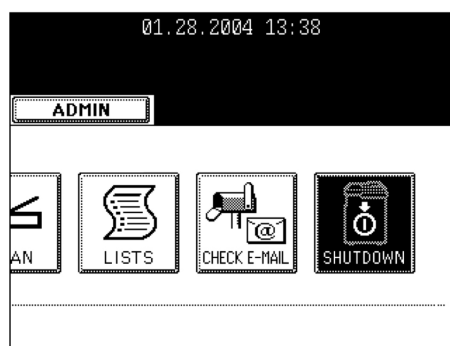 01.28.2004 13:38
ADMIN
AN
LISTS
CHECK E-MAIL
@
SHUTDOWN